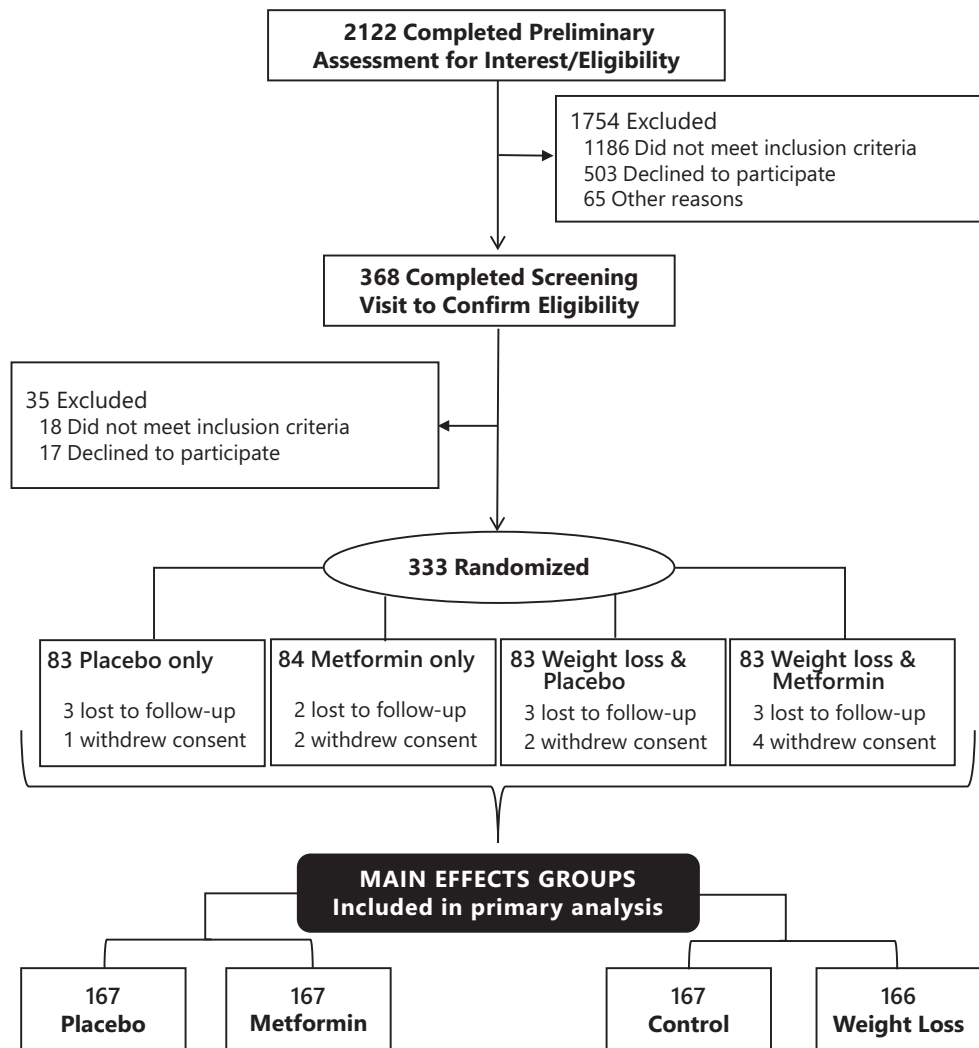 2122 Completed Preliminary
Assessment for Interest/Eligibility
1754 Excluded
1186 Did not meet inclusion criteria
503 Declined to participate
65 Other reasons
368 Completed Screening
Visit to Confirm Eligibility
35 Excluded
18 Did not meet inclusion criteria
17 Declined to participate
333 Randomized
83 Placebo only
3 lost to follow-up
1 withdrew consent
84 Metformin only
2 lost to follow-up
2 withdrew consent
83 Weight loss &
Placebo
3 lost to follow-up
2 withdrew consent
83 Weight loss &
Metformin
3 lost to follow-up
4 withdrew consent
MAIN EFFECTS GROUPS
Included in primary analysis
167
Placebo
167
Metformin
167
Control
166
Weight Loss